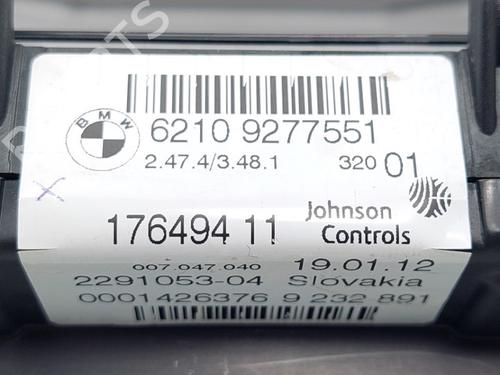 BMW
6210 9277551
2.47.4/3.48.1 320 01
176494 11 Johnson
Controls
007.047.040 19.01.12
2291053-04 Slovakia
0001426376 9 232 891